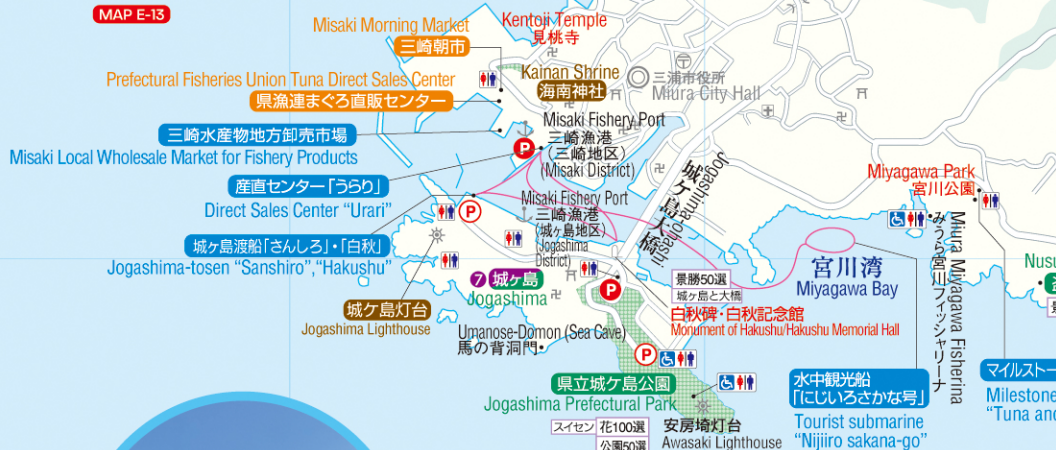 MAP E-13
Misaki Morning Market
三崎朝市
Kentoji Temple
見桃寺
Prefectural Fisheries Union Tuna Direct Sales Center
県漁連まぐろ直販センター
Kainan Shrine
海南神社
三浦市役所
Miura City Hall
三崎水産物地方卸売市場
Misaki Local Wholesale Market for Fishery Products
Misaki Fishery Port
三崎漁港
(三崎地区)
(Misaki District)
産直センター「うらり」
Direct Sales Center "Urari"
Misaki Fishery Port
三崎漁港
(城ヶ島地区)
(Jogashima
District)
城ヶ島渡船「さんしろ」・「白秋」
Jogashima-tosen "Sanshiro","Hakushu"
Jogashimaohashi
城ヶ島大橋
Miyagawa Park
宮川公園
Miura Miyagawa Fisherina
みうら宮川フィッシャリーナ
宮川湾
Miyagawa Bay
7 城ヶ島
Jogashima
景勝50選
城ヶ島と大橋
白秋碑・白秋記念館
Monument of Hakushu/Hakushu Memorial Hall
城ケ島灯台
Jogashima Lighthouse
Umanose-Domon (Sea Cave)
馬の背洞門
県立城ケ島公園
Jogashima Prefectural Park
スイセン 花100選
公園50選
安房埼灯台
Awasaki Lighthouse
水中観光船
「にじいろさかな号」
Tourist submarine
"Nijiiro sakana-go"
Nusu
マイルストー
Milestone
"Tuna and
P
P
P
P